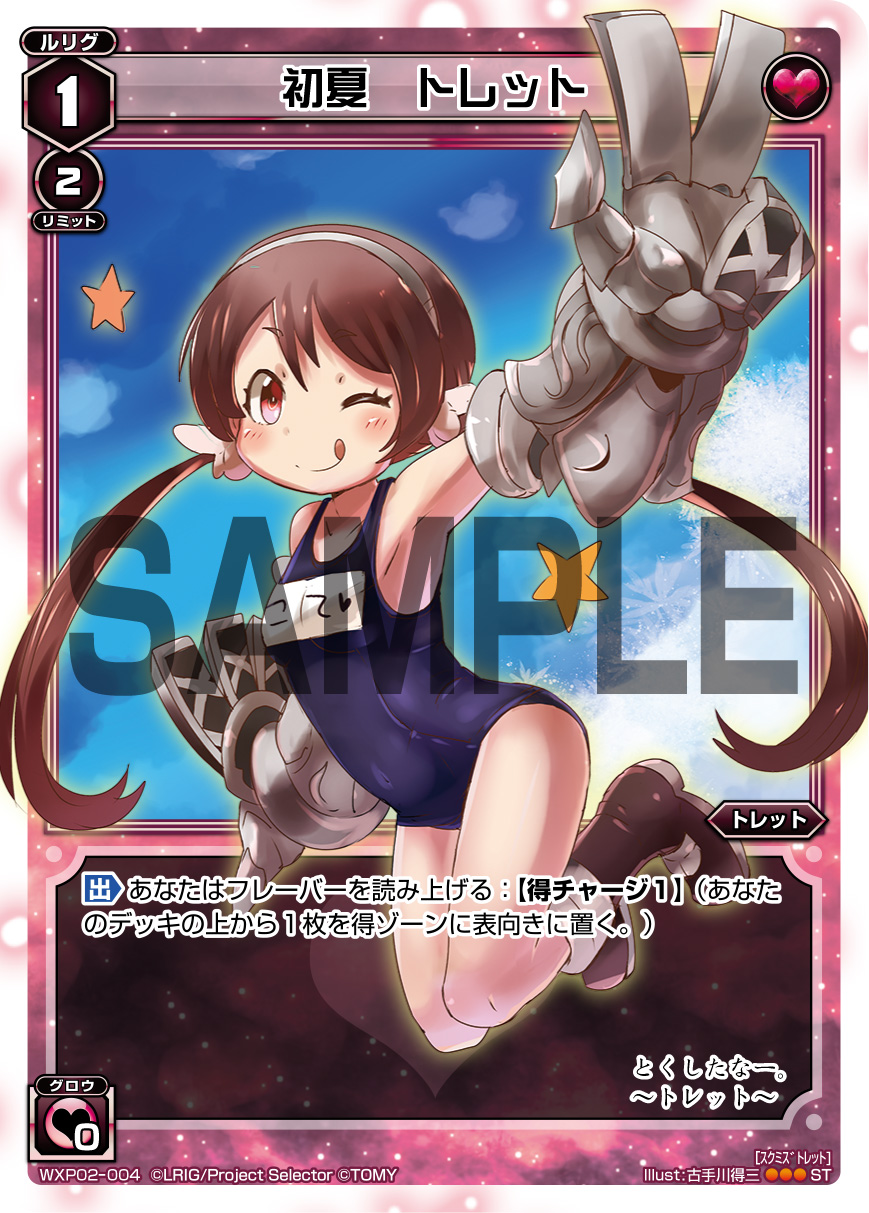 ルリグ
1
初夏 トレット
2
リミット
こてい♥
SAMPLE
トレット
出 あなたはフレーバーを読み上げる：【得チャージ１】（あなた
のデッキの上から１枚を得ゾーンに表向きに置く。）
とくしたなー。
～トレット～
グロウ
0
[スクミズトレット]
WXP02-004 ©LRIG/Project Selector ©TOMY
Illust:古手川得三 ST